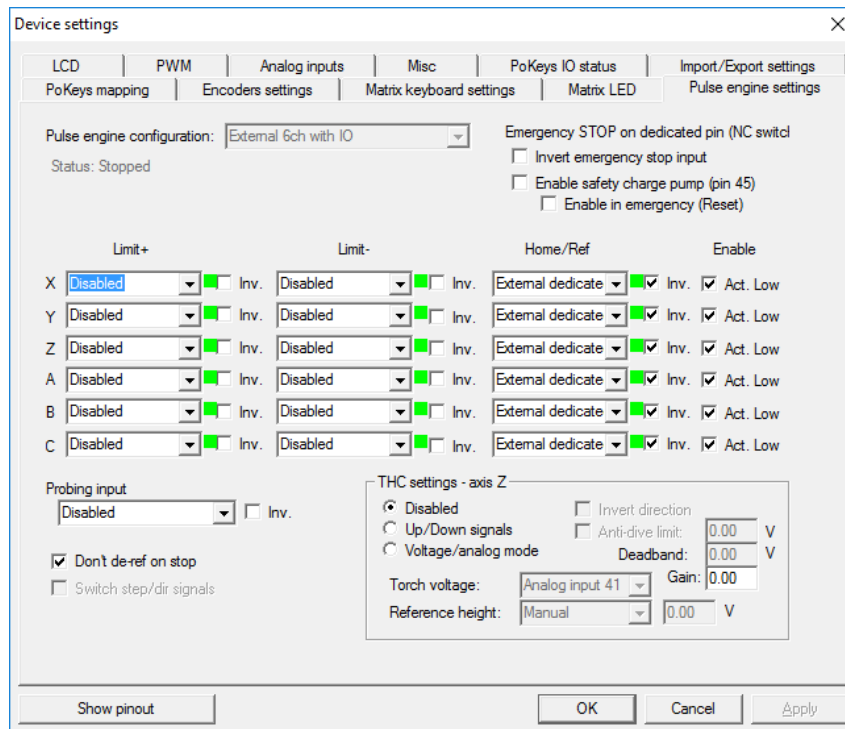 Device settings
LCD PWM Analog inputs Misc PoKeys IO status Import/Export settings
PoKeys mapping Encoders settings Matrix keyboard settings Matrix LED Pulse engine settings
Pulse engine configuration: External 6ch with IO
Status: Stopped
Emergency STOP on dedicated pin (NC switcl
Invert emergency stop input
Enable safety charge pump (pin 45)
Enable in emergency (Reset)
Limit+ Limit- Home/Ref Enable
X Disabled Inv. Disabled Inv. External dedicate Inv. Act. Low
Y Disabled Inv. Disabled Inv. External dedicate Inv. Act. Low
Z Disabled Inv. Disabled Inv. External dedicate Inv. Act. Low
A Disabled Inv. Disabled Inv. External dedicate Inv. Act. Low
B Disabled Inv. Disabled Inv. External dedicate Inv. Act. Low
C Disabled Inv. Disabled Inv. External dedicate Inv. Act. Low
Probing input
Disabled Inv.
Don't de-ref on stop
Switch step/dir signals
THC settings - axis Z
Disabled Invert direction
Up/Down signals Anti-dive limit: 0.00 V
Voltage/analog mode Deadband: 0.00 V
Torch voltage: Analog input 41 Gain: 0.00
Reference height: Manual 0.00 V
Show pinout OK Cancel Apply